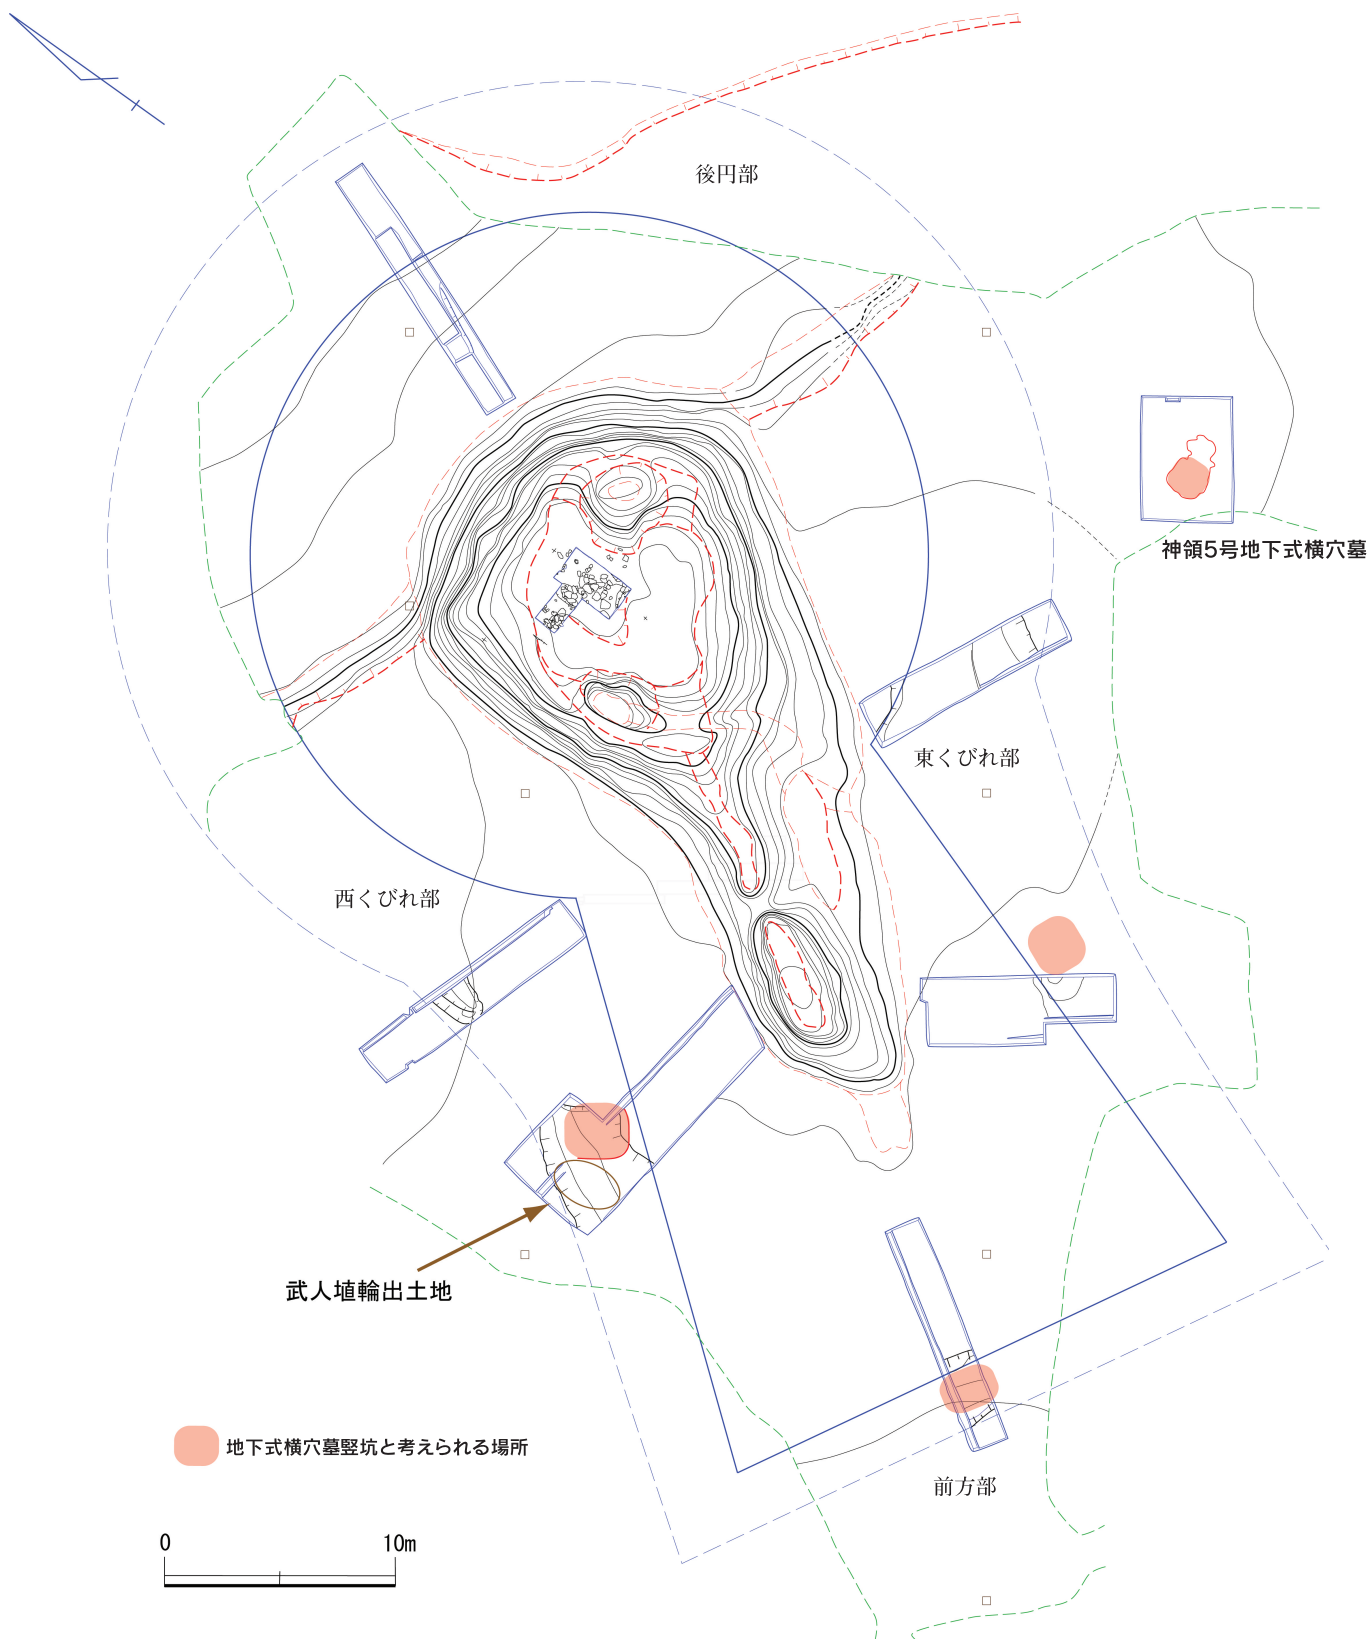 後円部
神領5号地下式横穴墓
東くびれ部
西くびれ部
武人埴輪出土地
地下式横穴墓竪坑と考えられる場所
前方部
0 10m